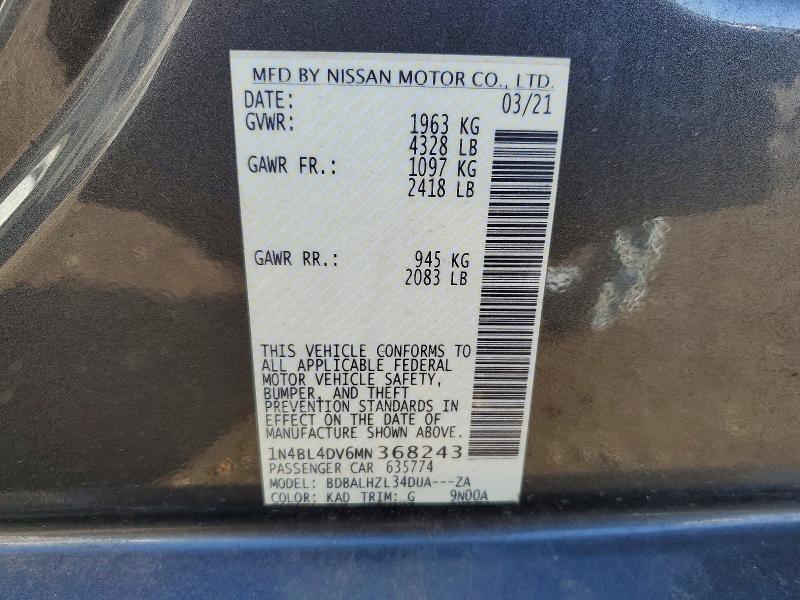 MFD BY NISSAN MOTOR CO., LTD.
DATE: 03/21
GVWR: 1963 KG
4328 LB
GAWR FR.: 1097 KG
2418 LB
GAWR RR.: 945 KG
2083 LB
THIS VEHICLE CONFORMS TO
ALL APPLICABLE FEDERAL
MOTOR VEHICLE SAFETY,
BUMPER, AND THEFT
PREVENTION STANDARDS IN
EFFECT ON THE DATE OF
MANUFACTURE SHOWN ABOVE.
1N4BL4DV6MN368243
PASSENGER CAR 635774
MODEL: BDBALHZL34DUA---ZA
COLOR: KAD TRIM: G 9N00A